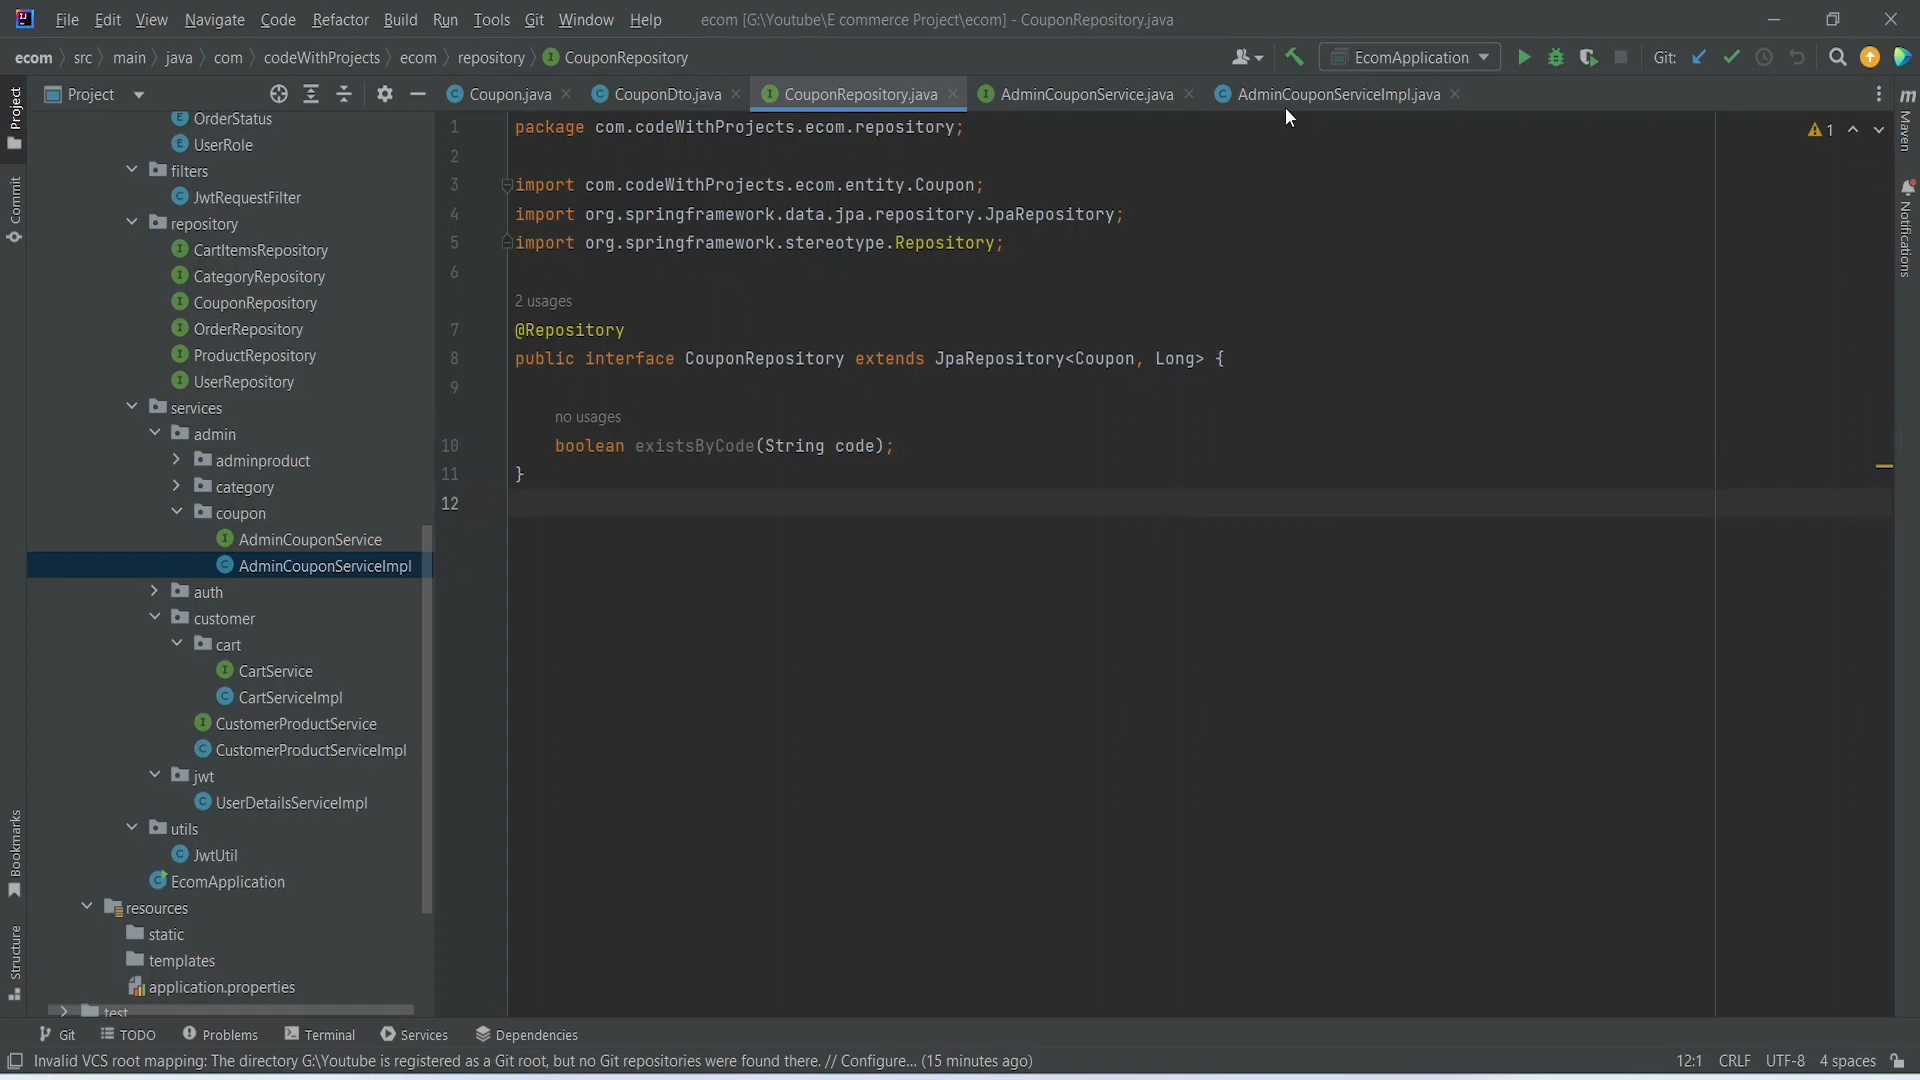 File Edit View Navigate Code Refactor Build Run Tools Git Window Help ecom [G:\Youtube\E commerce Project\ecom] - CouponRepository.java
ecom src main java com codeWithProjects ecom repository CouponRepository EcomApplication Git:
Project
Coupon.java CouponDto.java CouponRepository.java AdminCouponService.java AdminCouponServiceImpl.java
Project
Commit
Bookmarks
Structure
OrderStatus
UserRole
filters
JwtRequestFilter
repository
CartItemsRepository
CategoryRepository
CouponRepository
OrderRepository
ProductRepository
UserRepository
services
admin
adminproduct
category
coupon
AdminCouponService
AdminCouponServiceImpl
auth
customer
cart
CartService
CartServiceImpl
CustomerProductService
CustomerProductServiceImpl
jwt
UserDetailsServiceImpl
utils
JwtUtil
EcomApplication
resources
static
templates
application.properties
test
1 package com.codeWithProjects.ecom.repository;
2
3 import com.codeWithProjects.ecom.entity.Coupon;
4 import org.springframework.data.jpa.repository.JpaRepository;
5 import org.springframework.stereotype.Repository;
6
2 usages
7 @Repository
8 public interface CouponRepository extends JpaRepository<Coupon, Long> {
9
no usages
10 boolean existsByCode(String code);
11 }
12
1
m
Maven
Notifications
Git TODO Problems Terminal Services Dependencies
Invalid VCS root mapping: The directory G:\Youtube is registered as a Git root, but no Git repositories were found there. // Configure... (15 minutes ago) 12:1 CRLF UTF-8 4 spaces